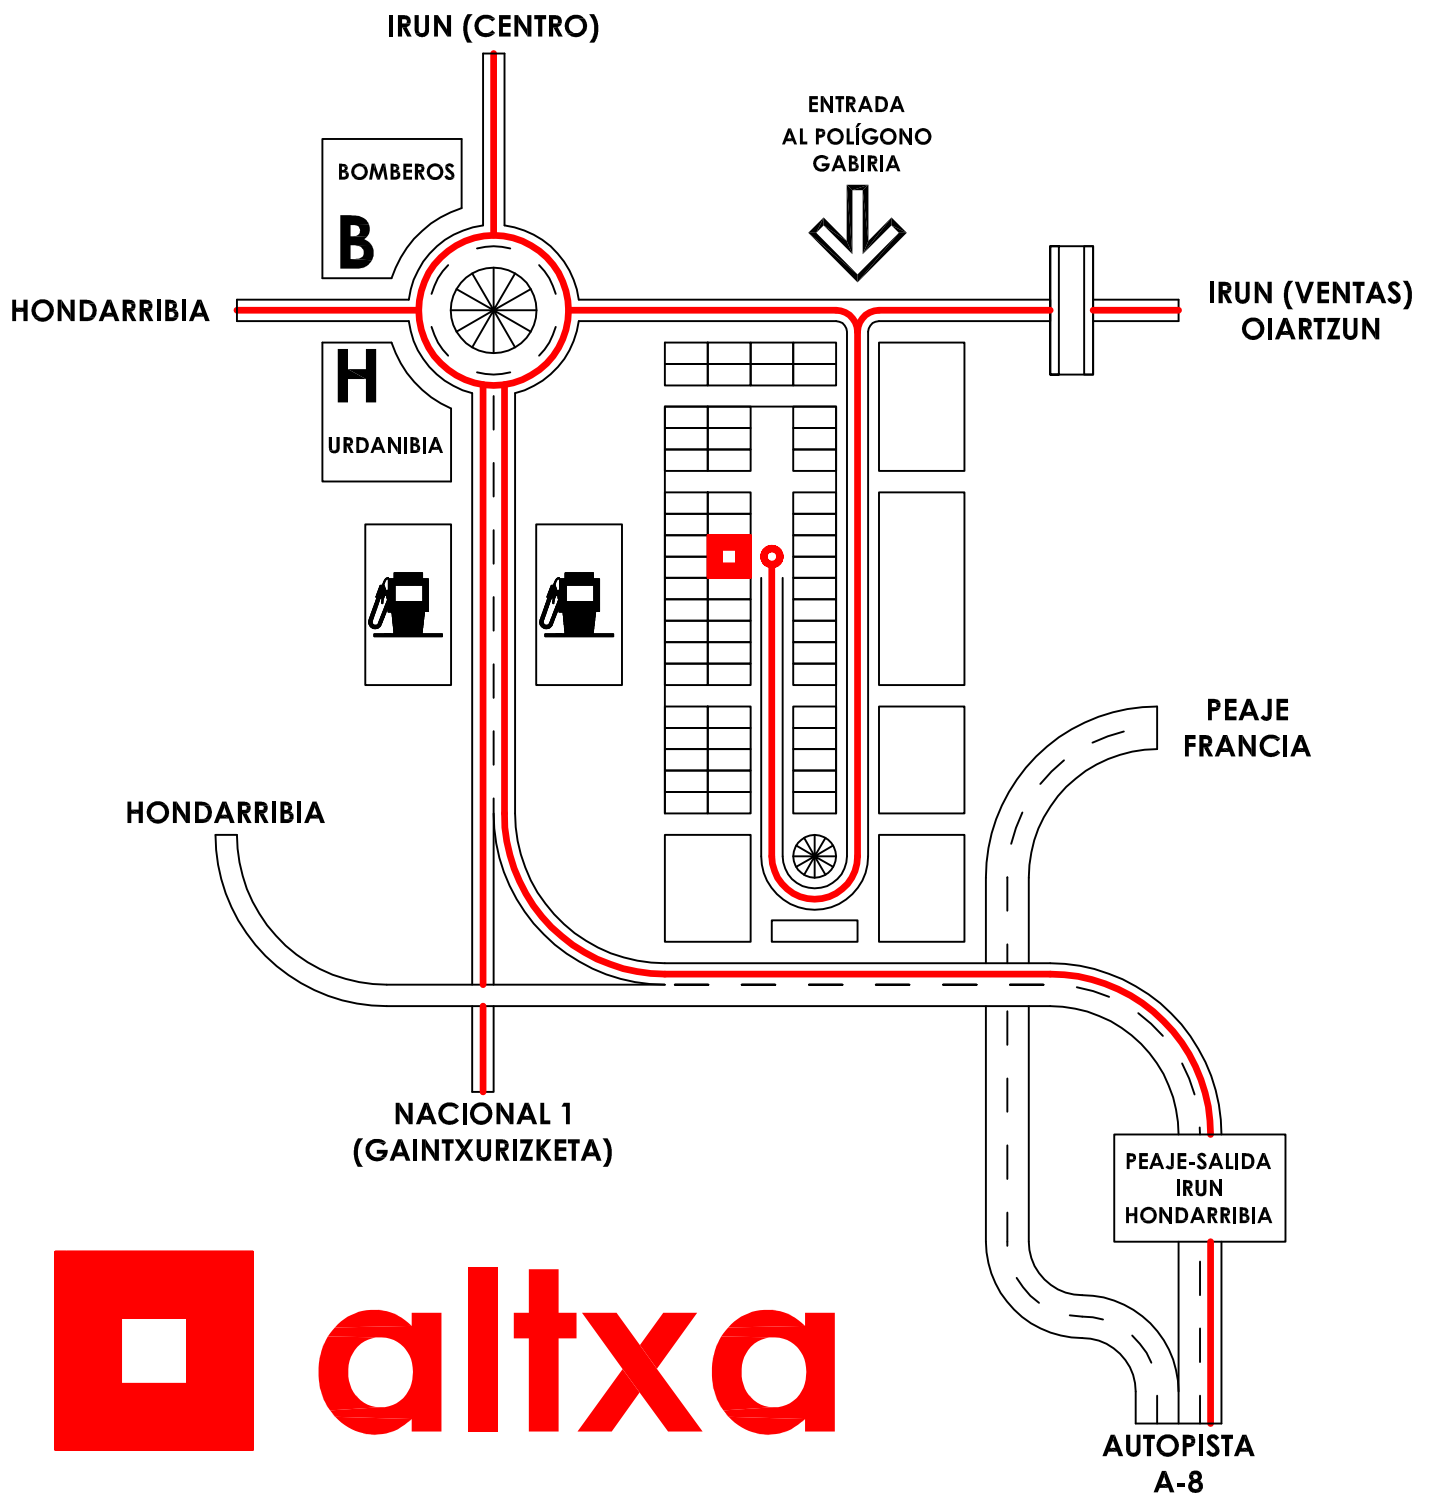 IRUN (CENTRO)
ENTRADA
AL POLÍGONO
GABIRIA
BOMBEROS
B
HONDARRIBIA
IRUN (VENTAS)
OIARTZUN
H
URDANIBIA
PEAJE
FRANCIA
HONDARRIBIA
NACIONAL 1
(GAINTXURIZKETA)
PEAJE-SALIDA
IRUN
HONDARRIBIA
altxa
AUTOPISTA
A-8